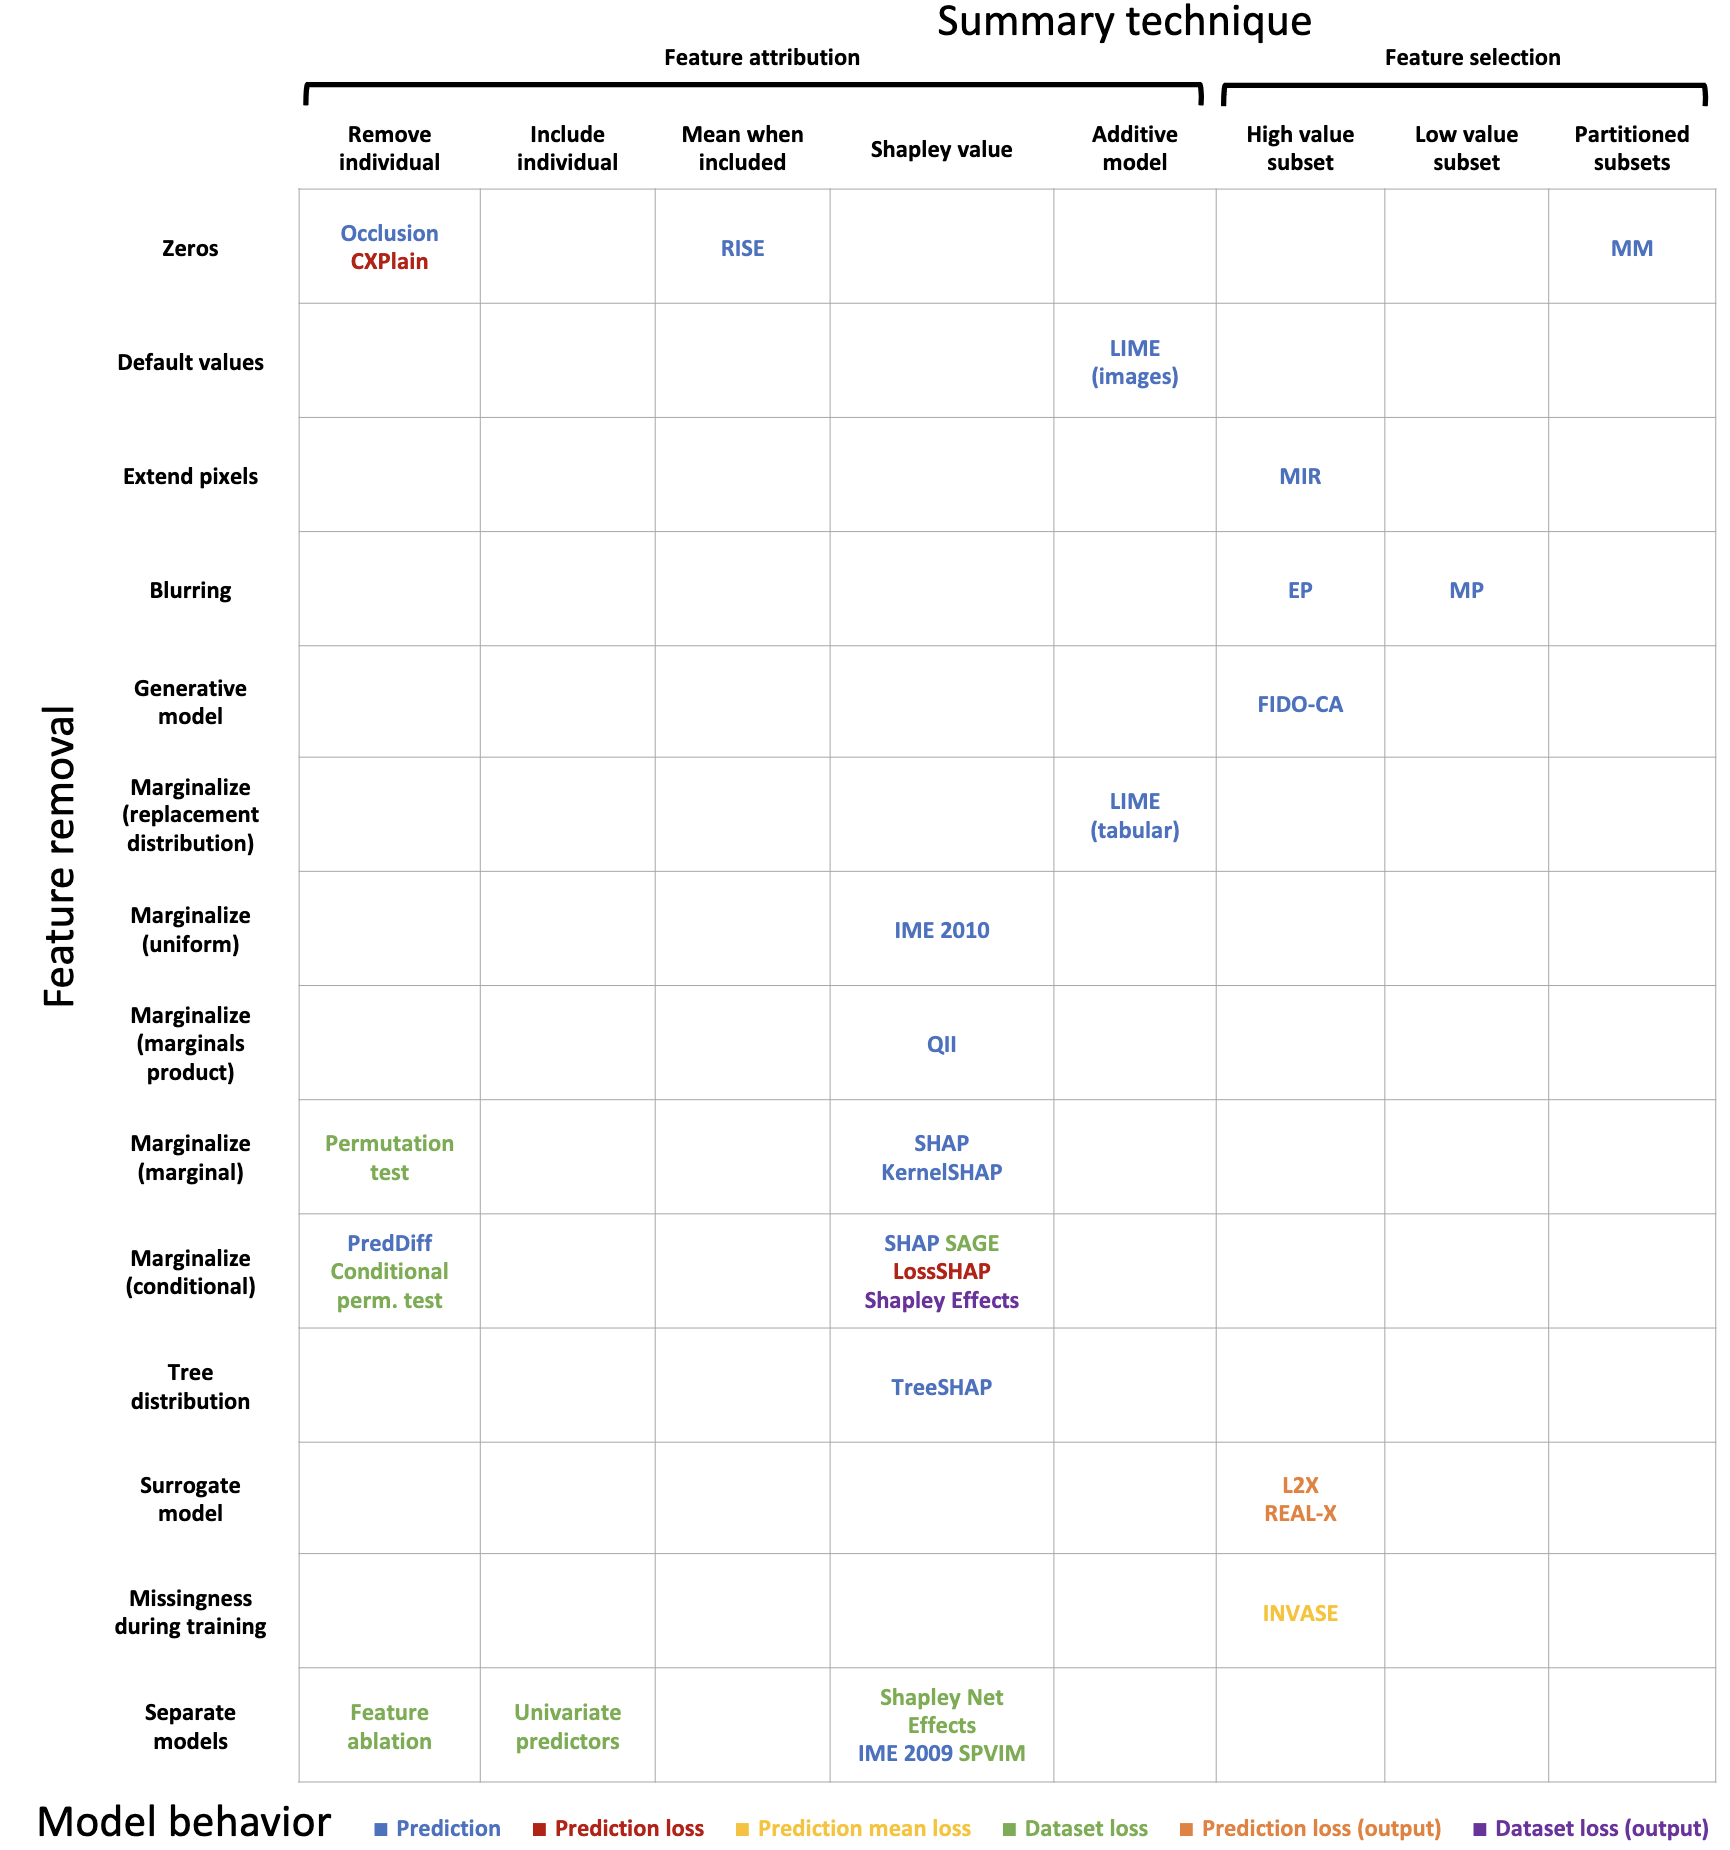 Summary technique
Feature attribution
Feature selection
Remove
individual
Include
individual
Mean when
included
Shapley value
Additive
model
High value
subset
Low value
subset
Partitioned
subsets
Feature removal
Zeros
Occlusion
CXPlain
RISE
MM
Default values
LIME
(images)
Extend pixels
MIR
Blurring
EP
MP
Generative
model
FIDO-CA
Marginalize
(replacement
distribution)
LIME
(tabular)
Marginalize
(uniform)
IME 2010
Marginalize
(marginals
product)
QII
Marginalize
(marginal)
Permutation
test
SHAP
KernelSHAP
Marginalize
(conditional)
PredDiff
Conditional
perm. test
SHAP SAGE
LossSHAP
Shapley Effects
Tree
distribution
TreeSHAP
Surrogate
model
L2X
REAL-X
Missingness
during training
INVASE
Separate
models
Feature
ablation
Univariate
predictors
Shapley Net
Effects
IME 2009 SPVIM
Model behavior
Prediction
Prediction loss
Prediction mean loss
Dataset loss
Prediction loss (output)
Dataset loss (output)